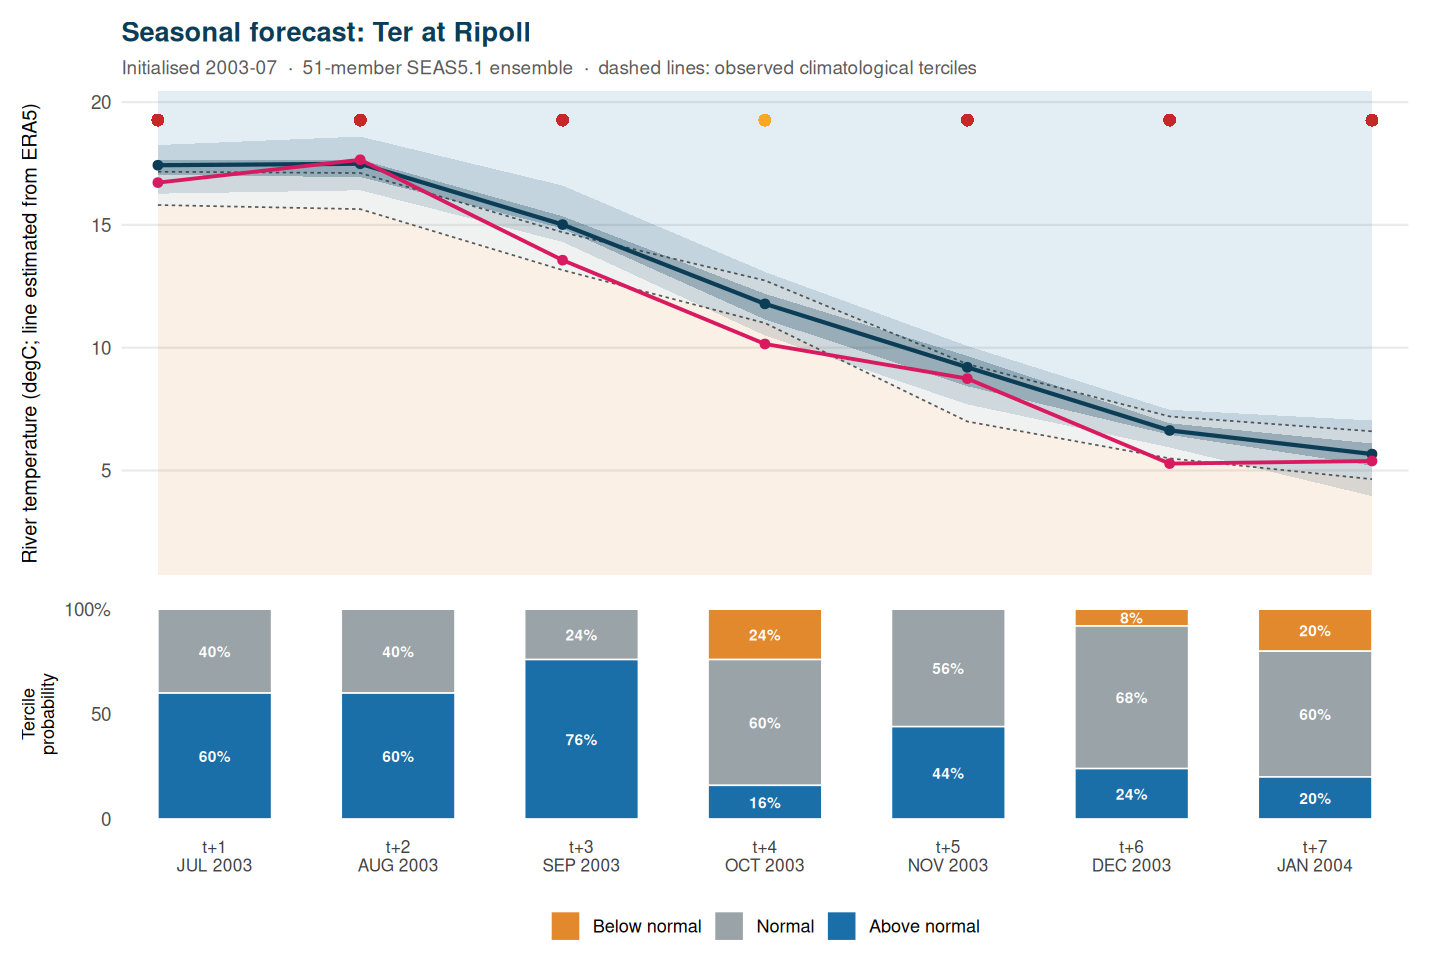 Seasonal forecast: Ter at Ripoll
Initialised 2003-07 · 51-member SEAS5.1 ensemble · dashed lines: observed climatological terciles
River temperature (degC; line estimated from ERA5)
20
15
10
5
Tercile
probability
100%
50
0
40% 40% 24% 24% 56% 8% 20%
60% 60% 76% 60% 44% 68% 60%
16% 24% 20%
t+1 t+2 t+3 t+4 t+5 t+6 t+7
JUL 2003 AUG 2003 SEP 2003 OCT 2003 NOV 2003 DEC 2003 JAN 2004
Below normal Normal Above normal